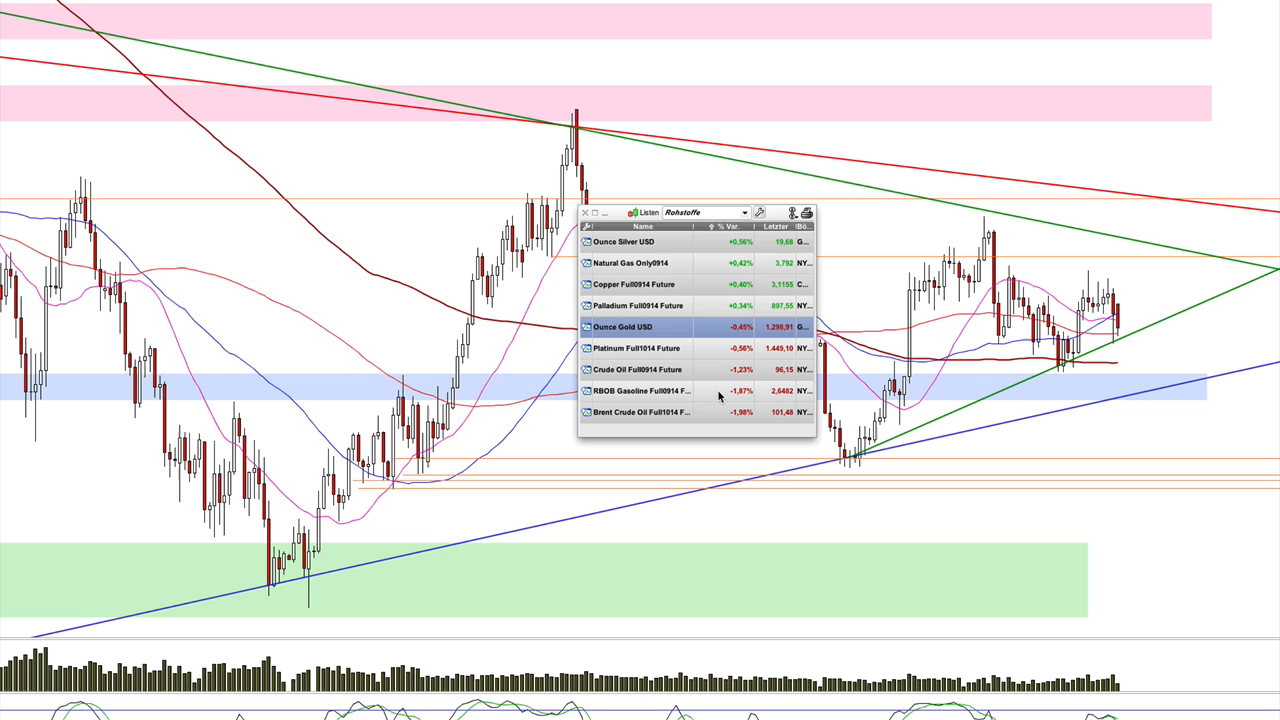 Listen Rohstoffe
Name % Var. Letzter Bö...
Ounce Silver USD +0,56% 19,68 G...
Natural Gas Only0914 +0,42% 3,792 NY...
Copper Full0914 Future +0,40% 3,1155 C...
Palladium Full0914 Future +0,34% 897,55 NY...
Ounce Gold USD -0,45% 1.298,91 G...
Platinum Full1014 Future -0,56% 1.449,10 NY...
Crude Oil Full0914 Future -1,23% 96,15 NY...
RBOB Gasoline Full0914 F... -1,87% 2,6482 NY...
Brent Crude Oil Full1014 F... -1,98% 101,48 NY...